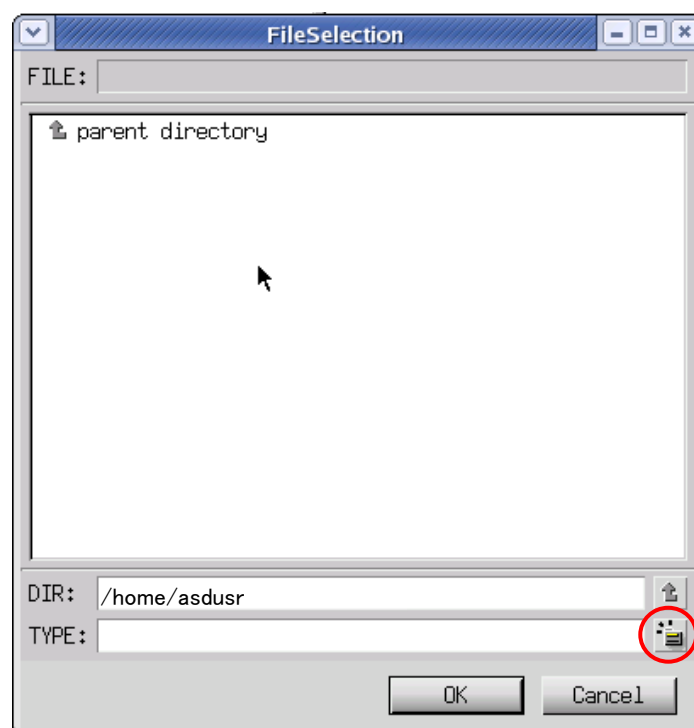 FileSelection
FILE:
parent directory
DIR: /home/asdusr
TYPE:
OK Cancel